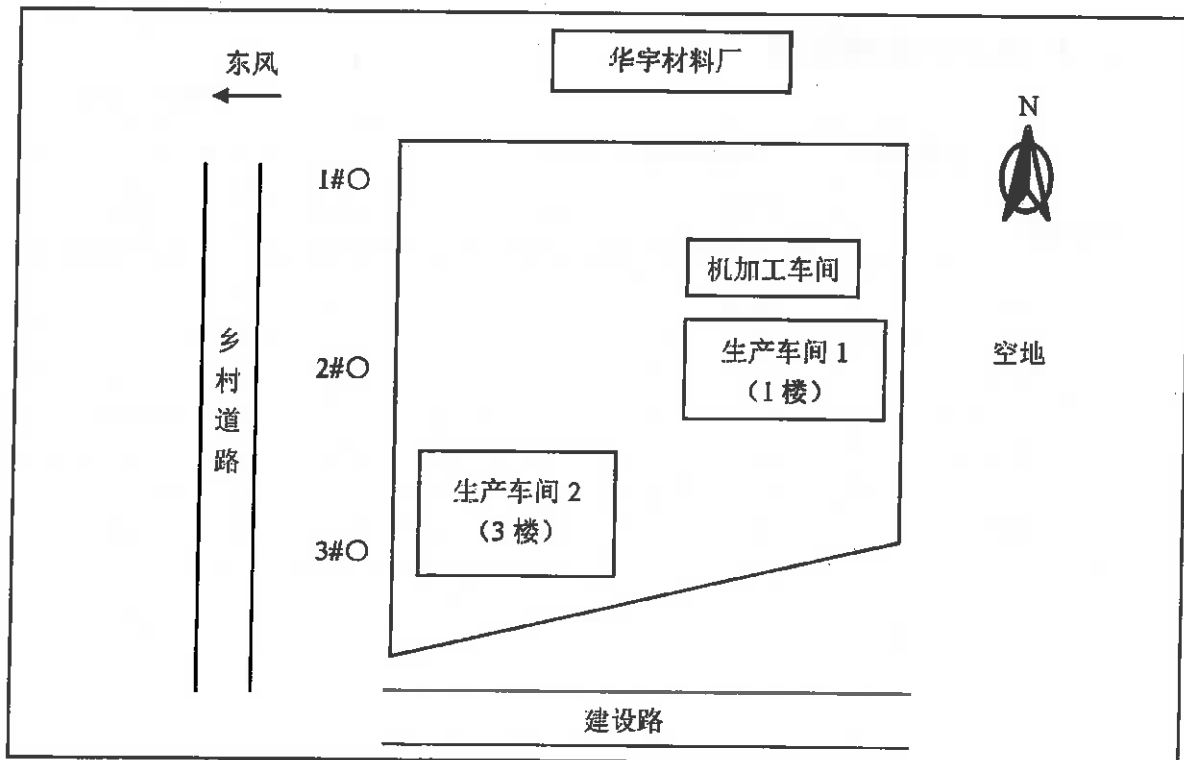 华宇材料厂
东风
N
1#○
机加工车间
生产车间 1
（1 楼）
空地
2#○
乡村道路
生产车间 2
（3 楼）
3#○
建设路